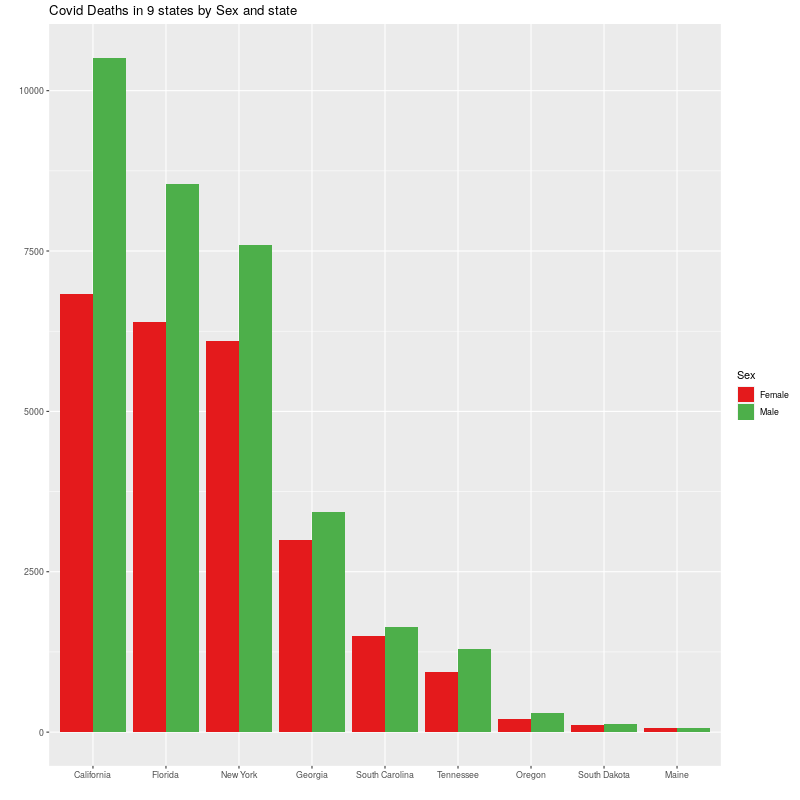 Covid Deaths in 9 states by Sex and state
10000
7500
5000
2500
0
California Florida New York Georgia South Carolina Tennessee Oregon South Dakota Maine
Sex
Female
Male